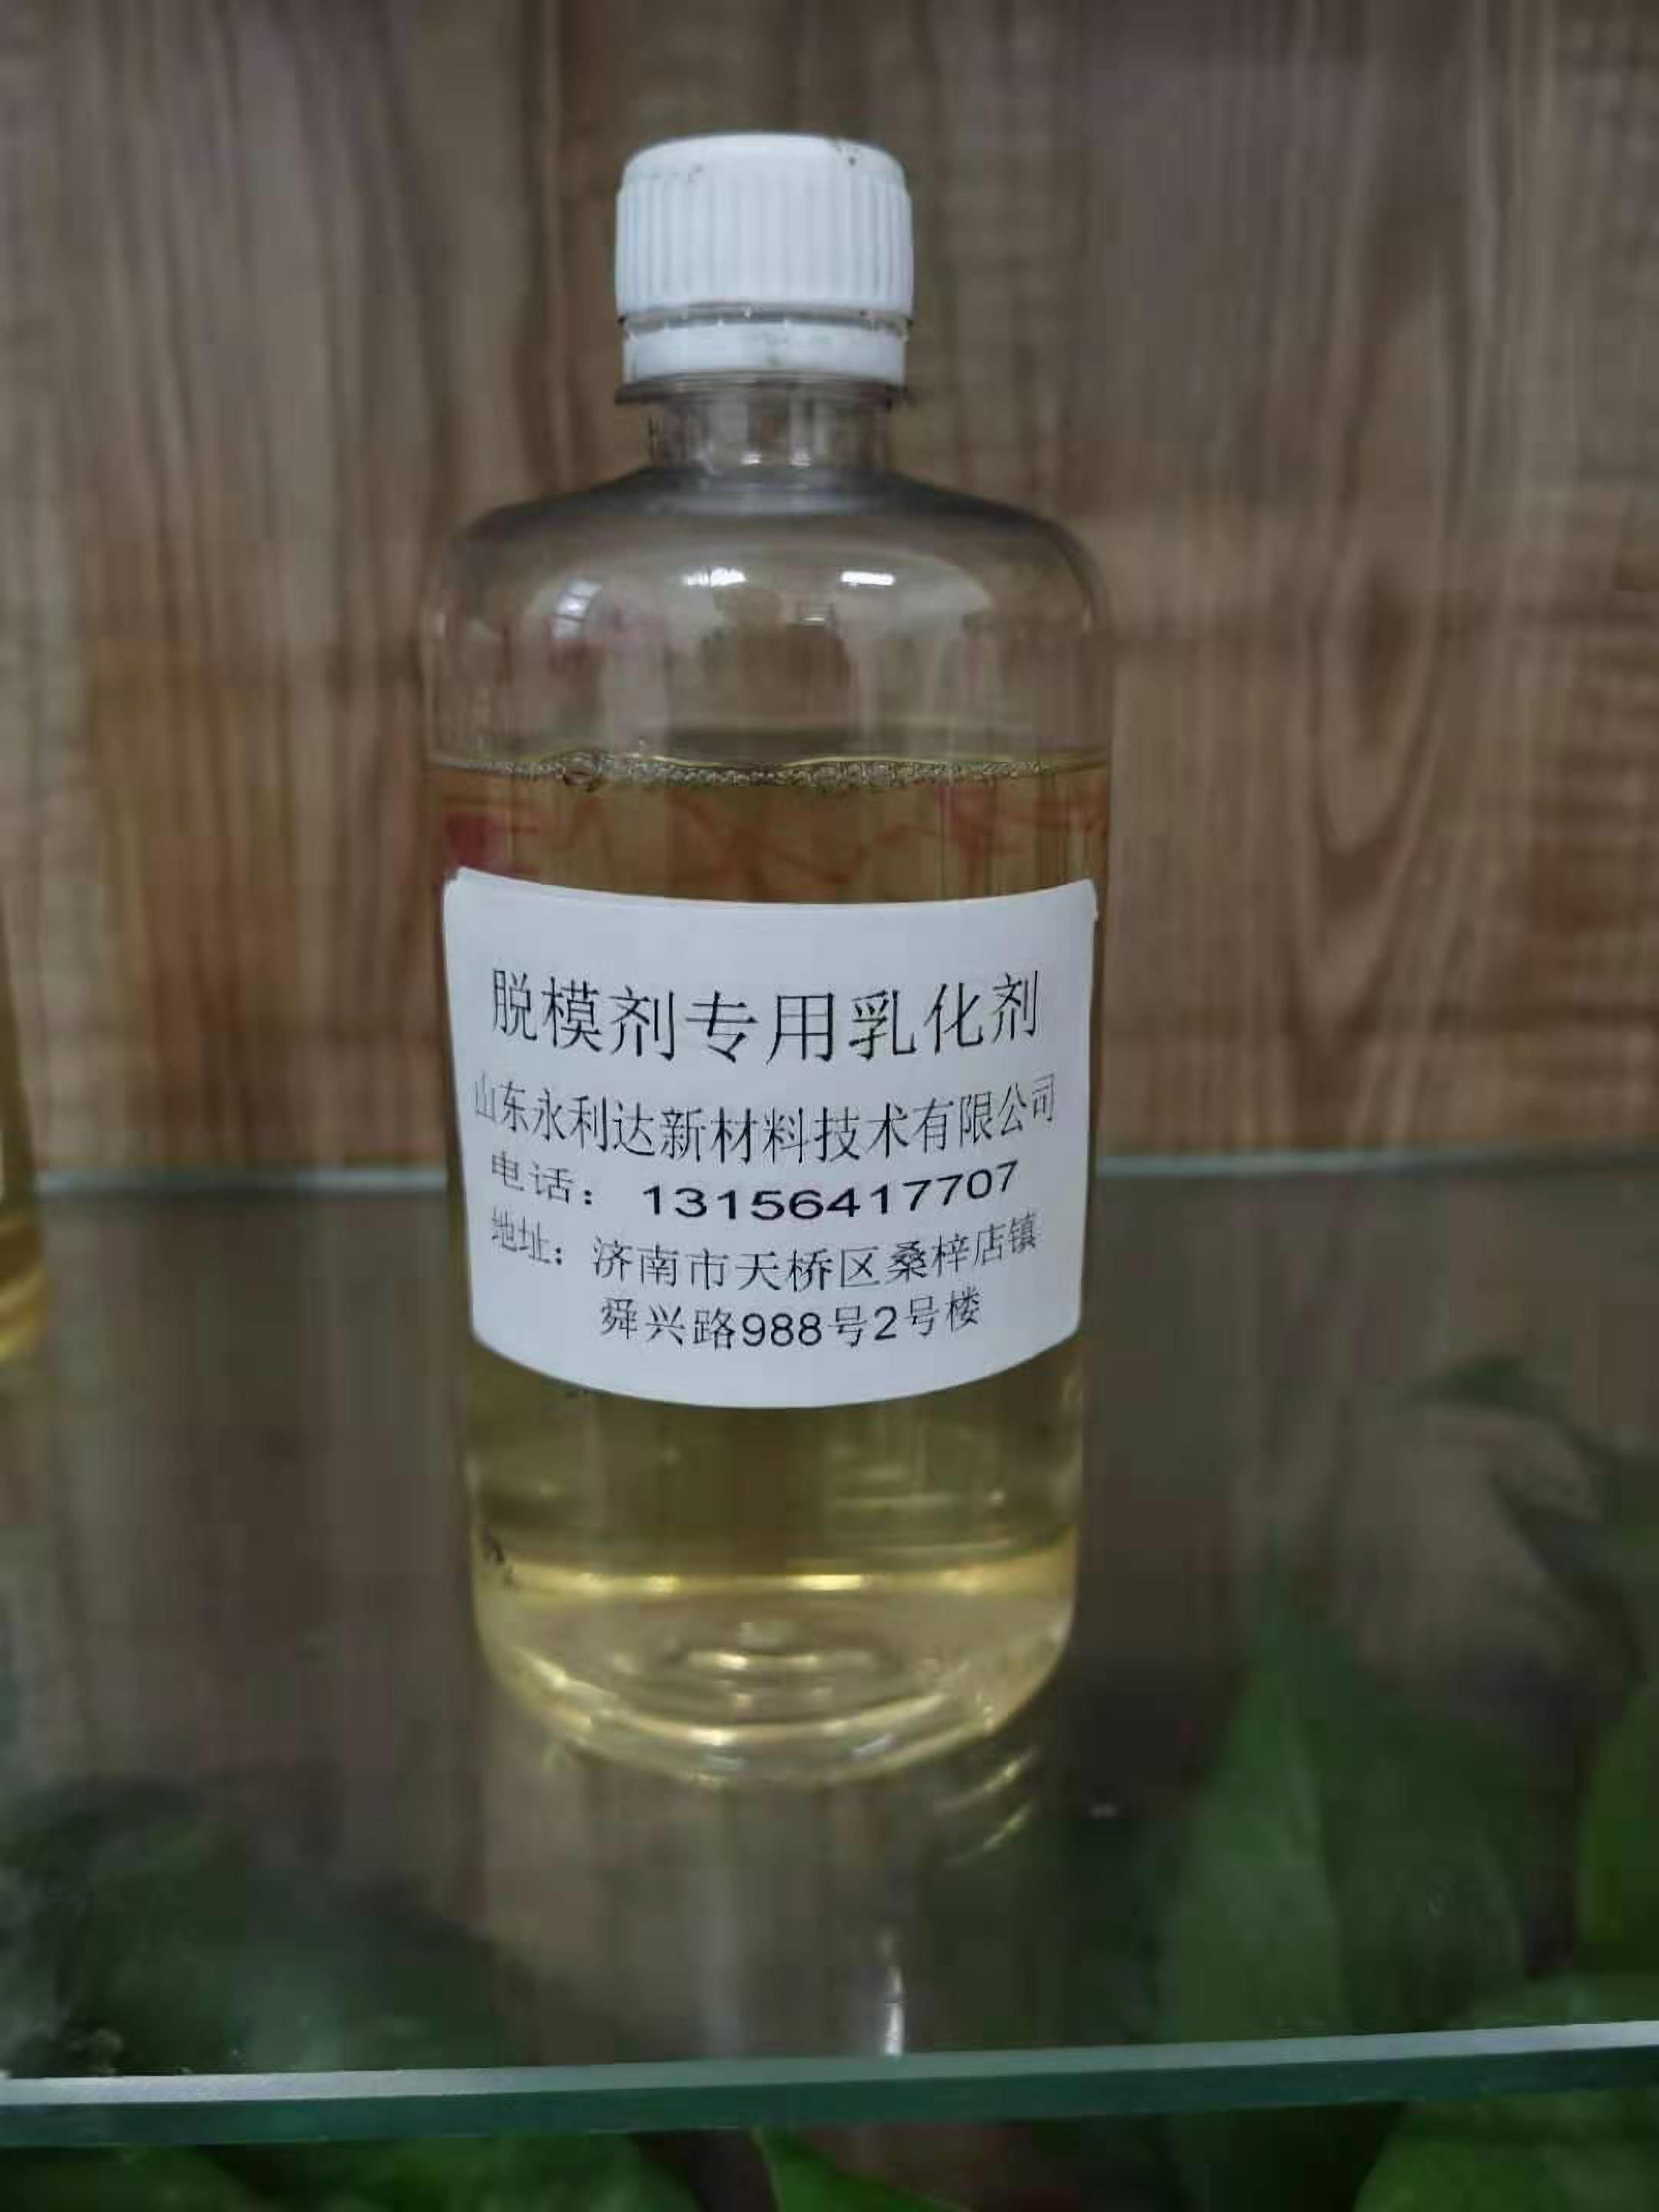 脱模剂专用乳化剂
山东永利达新材料技术有限公司
电话： 13156417707
地址：济南市天桥区桑梓店镇
舜兴路988号2号楼